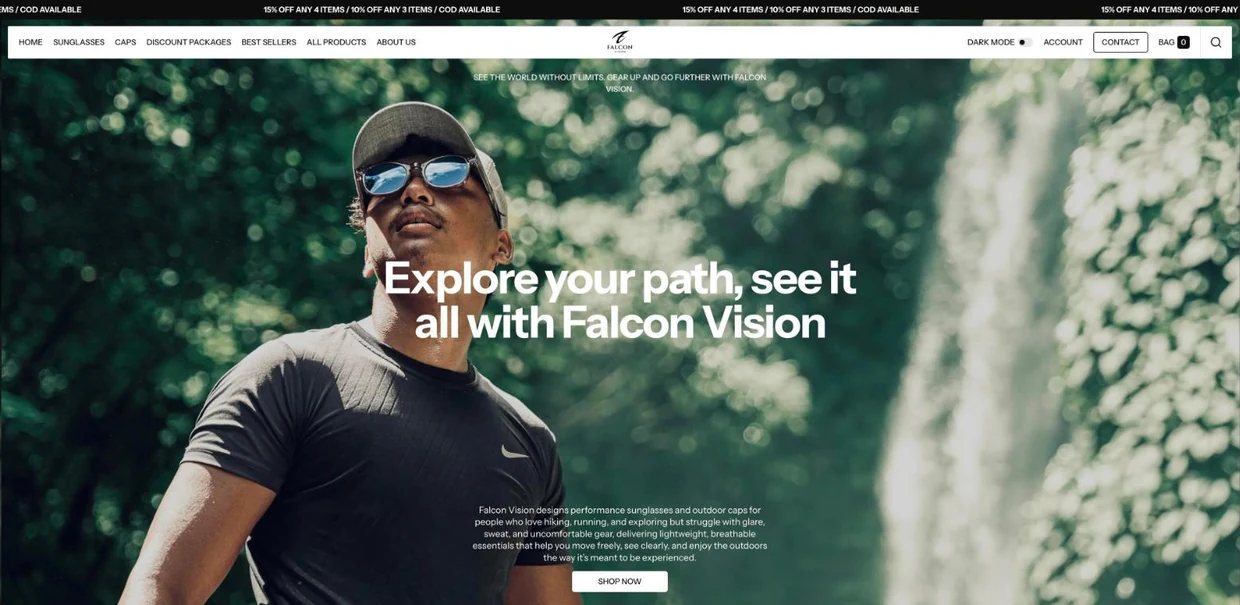 MS / COD AVAILABLE
15% OFF ANY 4 ITEMS / 10% OFF ANY 3 ITEMS / COD AVAILABLE
15% OFF ANY 4 ITEMS / 10% OFF ANY 3 ITEMS / COD AVAILABLE
15% OFF ANY 4 ITEMS / 10% OFF ANY
HOME SUNGLASSES CAPS DISCOUNT PACKAGES BEST SELLERS ALL PRODUCTS ABOUT US
FALCON
DARK MODE ACCOUNT CONTACT BAG 0
SEE THE WORLD WITHOUT LIMITS. GEAR UP AND GO FURTHER WITH FALCON
VISION.
Explore your path, see it
all with Falcon Vision
Falcon Vision designs performance sunglasses and outdoor caps for
people who love hiking, running, and exploring but struggle with glare,
sweat, and uncomfortable gear, delivering lightweight, breathable
essentials that help you move freely, see clearly, and enjoy the outdoors
the way it's meant to be experienced.
SHOP NOW